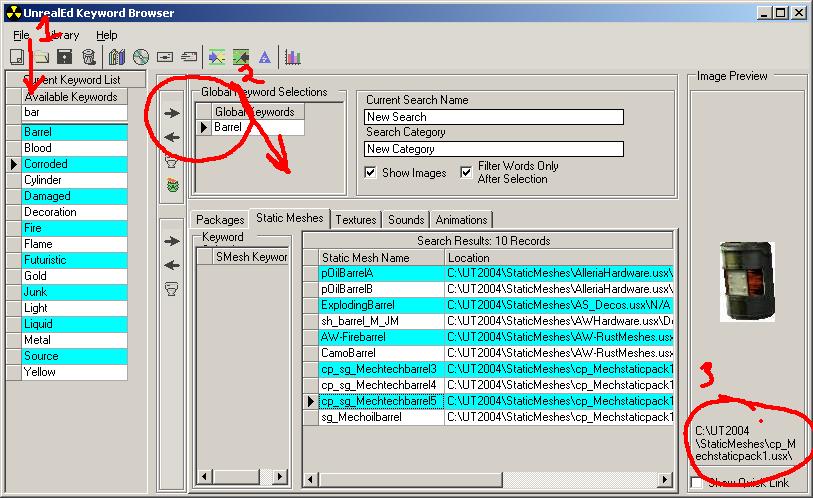 UnrealEd Keyword Browser
File Library Help
1
2
3
Current Keyword List
Available Keywords
bar
Barrel
Blood
Corroded
Cylinder
Damaged
Decoration
Fire
Flame
Futuristic
Gold
Junk
Light
Liquid
Metal
Source
Yellow
Global Keyword Selections
Global Keywords
Barrel
Current Search Name
New Search
Search Category
New Category
Show Images
Filter Words Only
After Selection
Packages Static Meshes Textures Sounds Animations
Keyword
SMesh Keywor
Search Results: 10 Records
Static Mesh Name Location
pOilBarrelA C:\UT2004\StaticMeshes\AlleriaHardware.usx\
pOilBarrelB C:\UT2004\StaticMeshes\AlleriaHardware.usx\
ExplodingBarrel C:\UT2004\StaticMeshes\AS_Decos.usx\N/A
sh_barrel_M_JM C:\UT2004\StaticMeshes\AWHardware.usx\De
AW-Firebarrel C:\UT2004\StaticMeshes\AW-RustMeshes.usx
CamoBarrel C:\UT2004\StaticMeshes\AW-RustMeshes.usx
cp_sg_Mechtechbarrel3 C:\UT2004\StaticMeshes\cp_Mechstaticpack1
cp_sg_Mechtechbarrel4 C:\UT2004\StaticMeshes\cp_Mechstaticpack1
cp_sg_Mechtechbarrel5 C:\UT2004\StaticMeshes\cp_Mechstaticpack1
sg_Mechoilbarrel C:\UT2004\StaticMeshes\cp_Mechstaticpack1
Image Preview
C:\UT2004
\StaticMeshes\cp_M
echstaticpack1.usx\
Show Quick Link